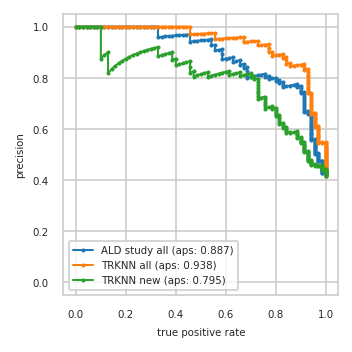 1.0
0.8
0.6
0.4
0.2
0.0
precision
ALD study all (aps: 0.887)
TRKNN all (aps: 0.938)
TRKNN new (aps: 0.795)
0.0 0.2 0.4 0.6 0.8 1.0
true positive rate